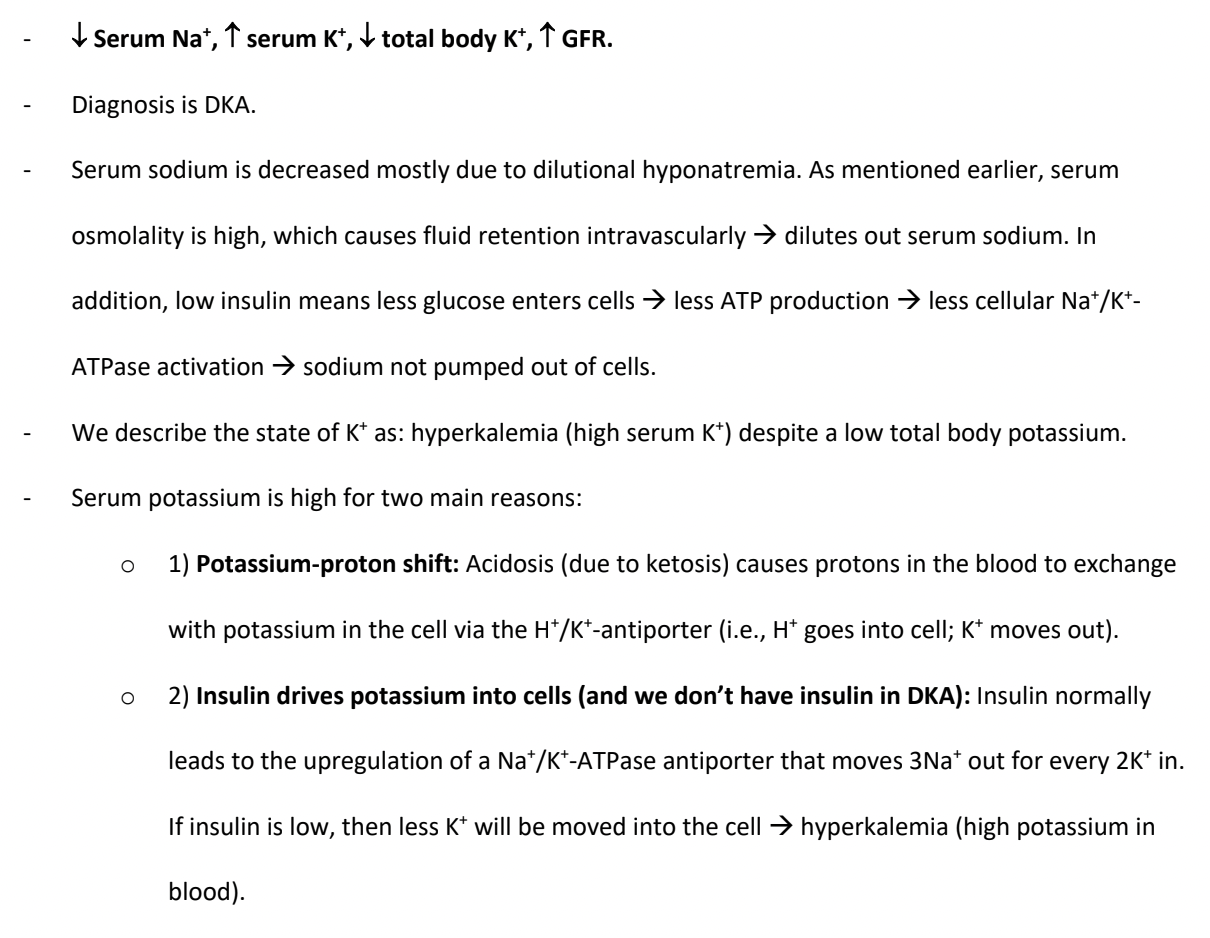 - ↓ Serum Na⁺, ↑ serum K⁺, ↓ total body K⁺, ↑ GFR.
- Diagnosis is DKA.
- Serum sodium is decreased mostly due to dilutional hyponatremia. As mentioned earlier, serum
osmolality is high, which causes fluid retention intravascularly → dilutes out serum sodium. In
addition, low insulin means less glucose enters cells → less ATP production → less cellular Na⁺/K⁺-
ATPase activation → sodium not pumped out of cells.
- We describe the state of K⁺ as: hyperkalemia (high serum K⁺) despite a low total body potassium.
- Serum potassium is high for two main reasons:
o 1) Potassium-proton shift: Acidosis (due to ketosis) causes protons in the blood to exchange
with potassium in the cell via the H⁺/K⁺-antiporter (i.e., H⁺ goes into cell; K⁺ moves out).
o 2) Insulin drives potassium into cells (and we don’t have insulin in DKA): Insulin normally
leads to the upregulation of a Na⁺/K⁺-ATPase antiporter that moves 3Na⁺ out for every 2K⁺ in.
If insulin is low, then less K⁺ will be moved into the cell → hyperkalemia (high potassium in
blood).